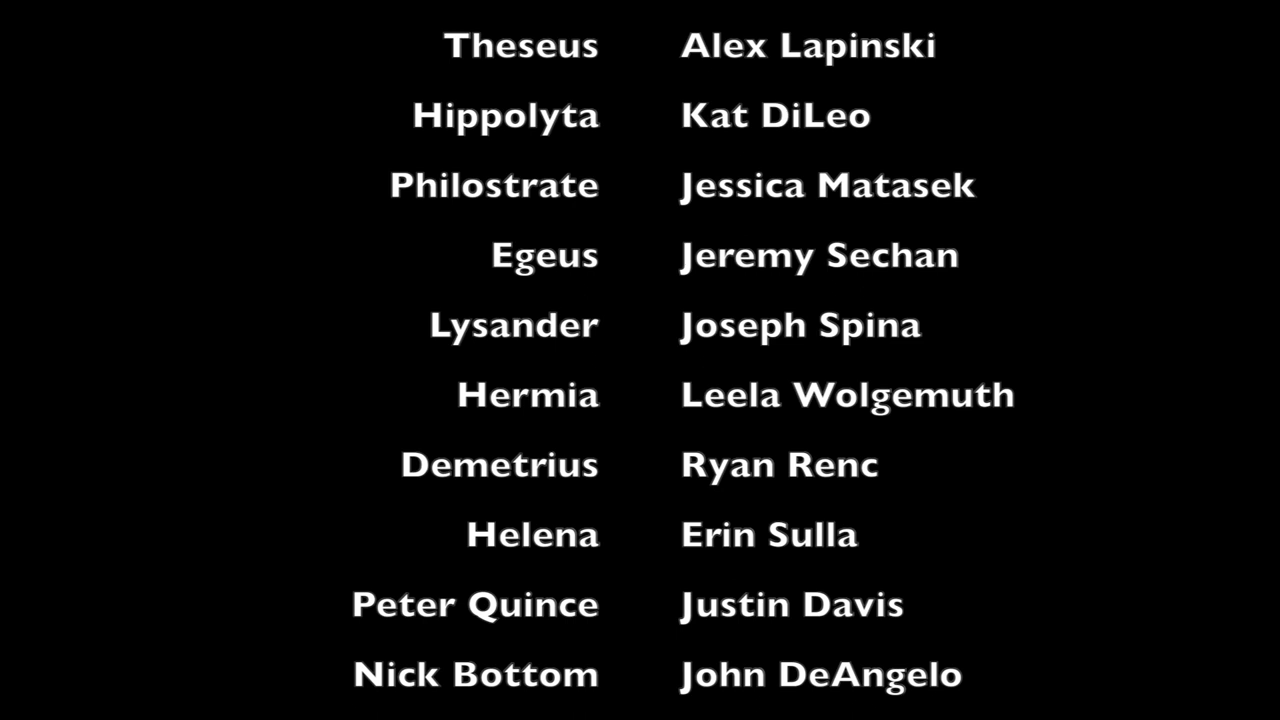 Theseus Alex Lapinski
Hippolyta Kat DiLeo
Philostrate Jessica Matasek
Egeus Jeremy Sechan
Lysander Joseph Spina
Hermia Leela Wolgemuth
Demetrius Ryan Renc
Helena Erin Sulla
Peter Quince Justin Davis
Nick Bottom John DeAngelo